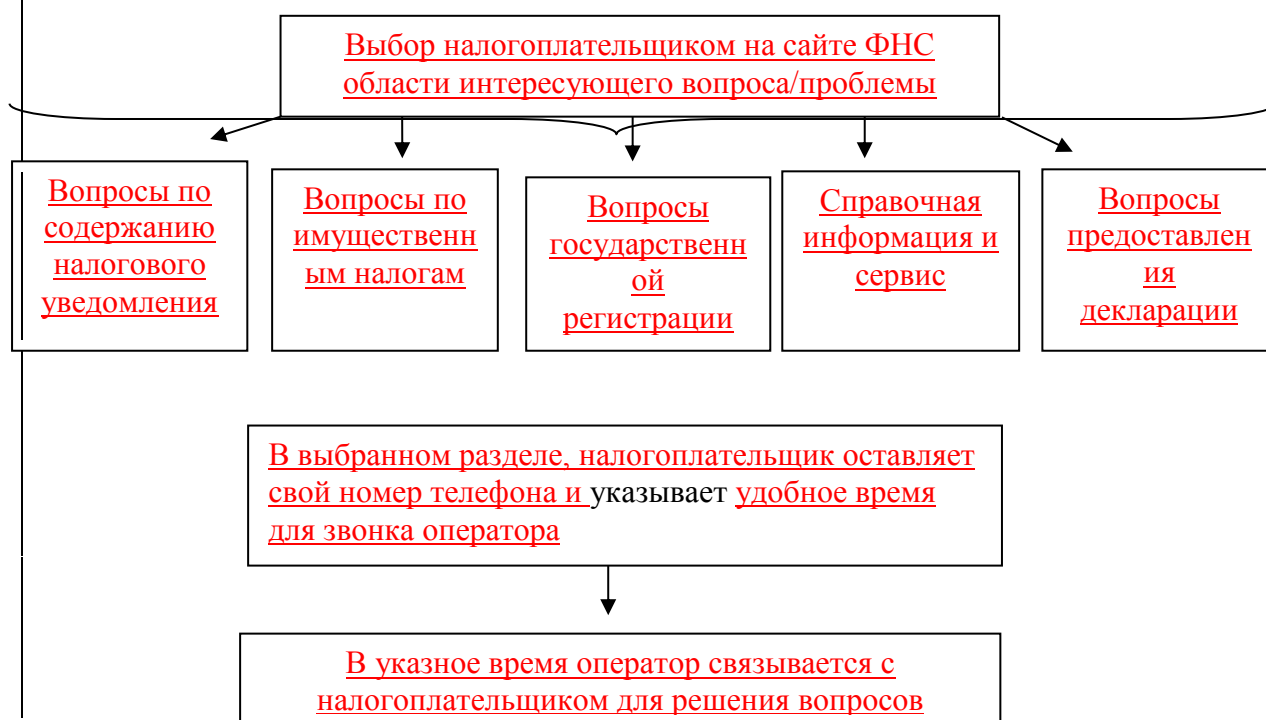 Выбор налогоплательщиком на сайте ФНС
области интересующего вопроса/проблемы
Вопросы по
содержанию
налогового
уведомления
Вопросы по
имущественн
ым налогам
Вопросы
государственн
ой
регистрации
Справочная
информация и
сервис
Вопросы
предоставлен
ия
декларации
В выбранном разделе, налогоплательщик оставляет
свой номер телефона и указывает удобное время
для звонка оператора
В указное время оператор связывается с
налогоплательщиком для решения вопросов